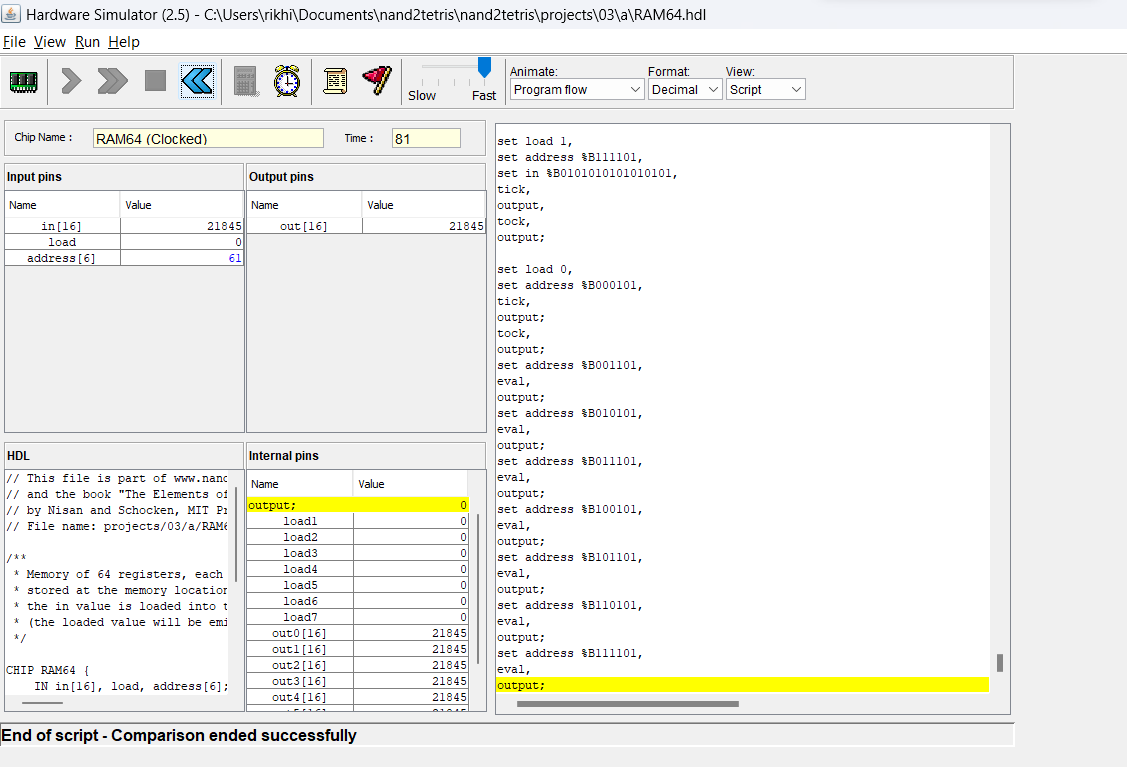 Hardware Simulator (2.5) - C:\Users\rikhi\Documents\nand2tetris\nand2tetris\projects\03\a\RAM64.hdl
File View Run Help
Slow Fast
Animate: Format: View:
Program flow Decimal Script
Chip Name : RAM64 (Clocked) Time : 81
Input pins
Name Value
in[16] 21845
load 0
address[6] 61
Output pins
Name Value
out[16] 21845
HDL
// This file is part of www.nand
// and the book "The Elements of
// by Nisan and Schocken, MIT Pr
// File name: projects/03/a/RAM6
/**
* Memory of 64 registers, each
* stored at the memory location
* the in value is loaded into t
* (the loaded value will be emi
*/
CHIP RAM64 {
IN in[16], load, address[6];
Internal pins
Name Value
output; 0
load1 0
load2 0
load3 0
load4 0
load5 0
load6 0
load7 0
out0[16] 21845
out1[16] 21845
out2[16] 21845
out3[16] 21845
out4[16] 21845
set load 1,
set address %B111101,
set in %B0101010101010101,
tick,
output,
tock,
output;
set load 0,
set address %B000101,
tick,
output;
tock,
output;
set address %B001101,
eval,
output;
set address %B010101,
eval,
output;
set address %B011101,
eval,
output;
set address %B100101,
eval,
output;
set address %B101101,
eval,
output;
set address %B110101,
eval,
output;
set address %B111101,
eval,
output;
End of script - Comparison ended successfully